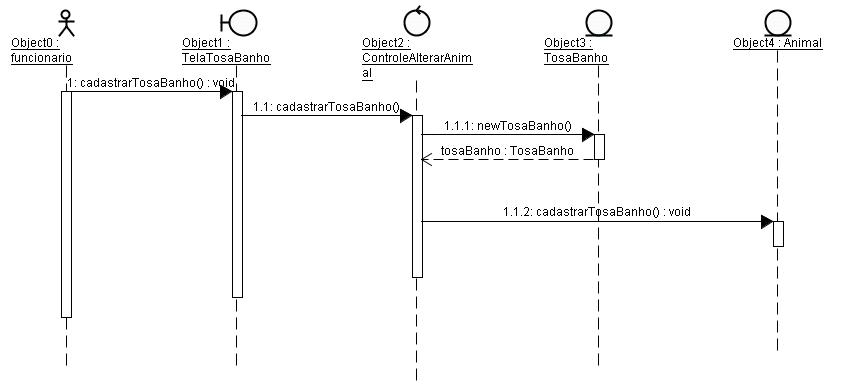 Object0 :
funcionario
Object1 :
TelaTosaBanho
Object2 :
ControleAlterarAnim
al
Object3 :
TosaBanho
Object4 : Animal
1: cadastrarTosaBanho() : void
1.1: cadastrarTosaBanho()
1.1.1: newTosaBanho()
tosaBanho : TosaBanho
1.1.2: cadastrarTosaBanho() : void